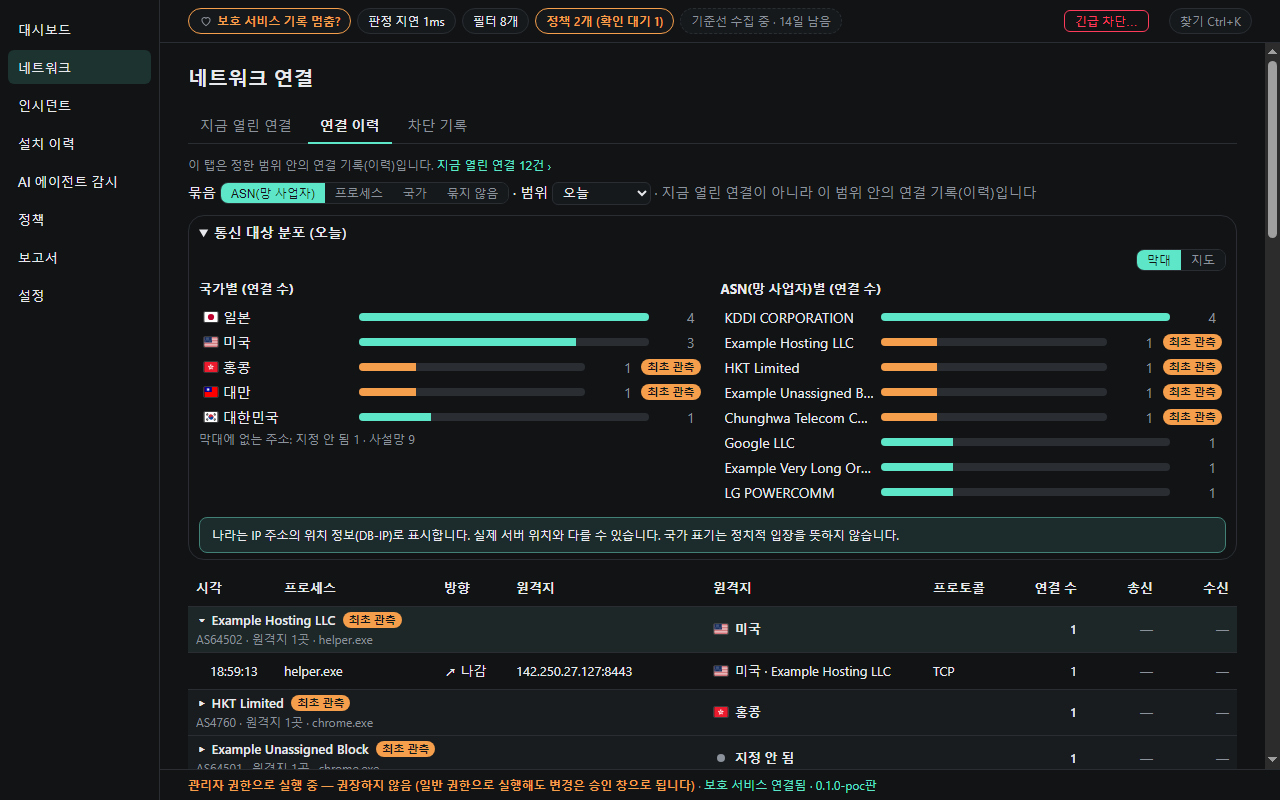 대시보드
네트워크
인시던트
설치 이력
AI 에이전트 감시
정책
보고서
설정
♡ 보호 서비스 기록 멈춤? 판정 지연 1ms 필터 8개 정책 2개 (확인 대기 1) 기준선 수집 중 · 14일 남음 긴급 차단... 찾기 Ctrl+K
네트워크 연결
지금 열린 연결 연결 이력 차단 기록
이 탭은 정한 범위 안의 연결 기록(이력)입니다. 지금 열린 연결 12건 ›
묶음 ASN(망 사업자) 프로세스 국가 묶지 않음 · 범위 오늘 · 지금 열린 연결이 아니라 이 범위 안의 연결 기록(이력)입니다
▼ 통신 대상 분포 (오늘)
막대 지도
국가별 (연결 수)
일본 4
미국 3
홍콩 1 최초 관측
대만 1 최초 관측
대한민국 1
막대에 없는 주소: 지정 안 됨 1 · 사설망 9
ASN(망 사업자)별 (연결 수)
KDDI CORPORATION 4
Example Hosting LLC 1 최초 관측
HKT Limited 1 최초 관측
Example Unassigned B... 1 최초 관측
Chunghwa Telecom C... 1 최초 관측
Google LLC 1
Example Very Long Or... 1
LG POWERCOMM 1
나라는 IP 주소의 위치 정보(DB-IP)로 표시합니다. 실제 서버 위치와 다를 수 있습니다. 국가 표기는 정치적 입장을 뜻하지 않습니다.
시각 프로세스 방향 원격지 원격지 프로토콜 연결 수 송신 수신
Example Hosting LLC 최초 관측 미국 1 — —
AS64502 · 원격지 1곳 · helper.exe
18:59:13 helper.exe ↗ 나감 142.250.27.127:8443 미국 · Example Hosting LLC TCP 1 — —
HKT Limited 최초 관측 홍콩 1 — —
AS4760 · 원격지 1곳 · chrome.exe
Example Unassigned Block 최초 관측 지정 안 됨 1 — —
AS64501 · 원격지 1곳 · chrome.exe
관리자 권한으로 실행 중 — 권장하지 않음 (일반 권한으로 실행해도 변경은 승인 창으로 됩니다) · 보호 서비스 연결됨 · 0.1.0-poc판